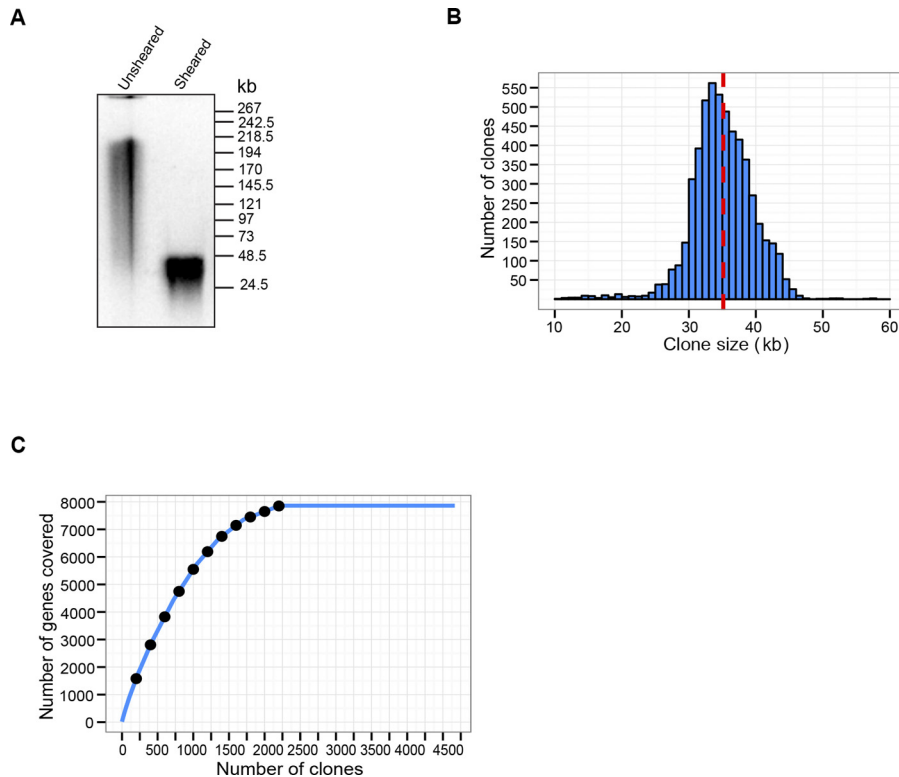 A
Unsheared
Sheared
kb
267
242.5
218.5
194
170
145.5
121
97
73
48.5
24.5
B
Number of clones
550
500
450
400
350
300
250
200
150
100
50
10 20 30 40 50 60
Clone size (kb)
C
Number of genes covered
8000
7000
6000
5000
4000
3000
2000
1000
0
0 500 1000 1500 2000 2500 3000 3500 4000 4500
Number of clones